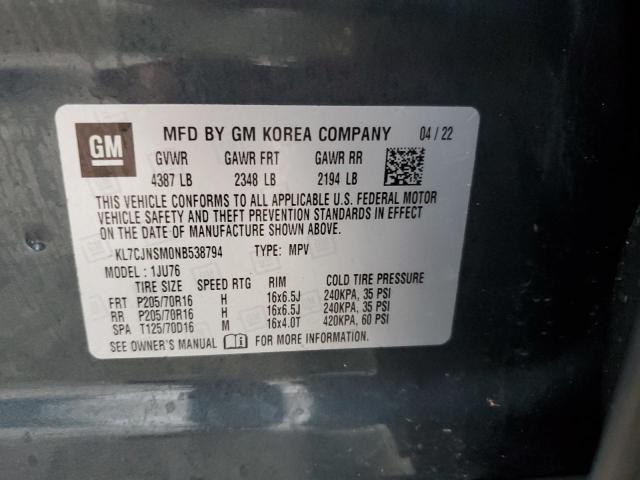 GM MFD BY GM KOREA COMPANY 04/22
GVWR GAWR FRT GAWR RR
4387 LB 2348 LB 2194 LB
THIS VEHICLE CONFORMS TO ALL APPLICABLE U.S. FEDERAL MOTOR
VEHICLE SAFETY AND THEFT PREVENTION STANDARDS IN EFFECT
ON THE DATE OF MANUFACTURE SHOWN ABOVE.
KL7CJNSM0NB538794 TYPE: MPV
MODEL: 1JU76
TIRE SIZE SPEED RTG RIM COLD TIRE PRESSURE
FRT P205/70R16 H 16x6.5J 240KPA, 35 PSI
RR P205/70R16 H 16x6.5J 240KPA, 35 PSI
SPA T125/70D16 M 16x4.0T 420KPA, 60 PSI
SEE OWNER'S MANUAL FOR MORE INFORMATION.